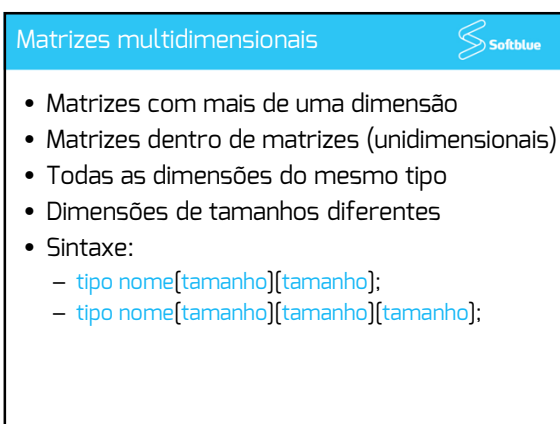 Matrizes multidimensionais
Softblue
• Matrizes com mais de uma dimensão
• Matrizes dentro de matrizes (unidimensionais)
• Todas as dimensões do mesmo tipo
• Dimensões de tamanhos diferentes
• Sintaxe:
– tipo nome[tamanho][tamanho];
– tipo nome[tamanho][tamanho][tamanho];